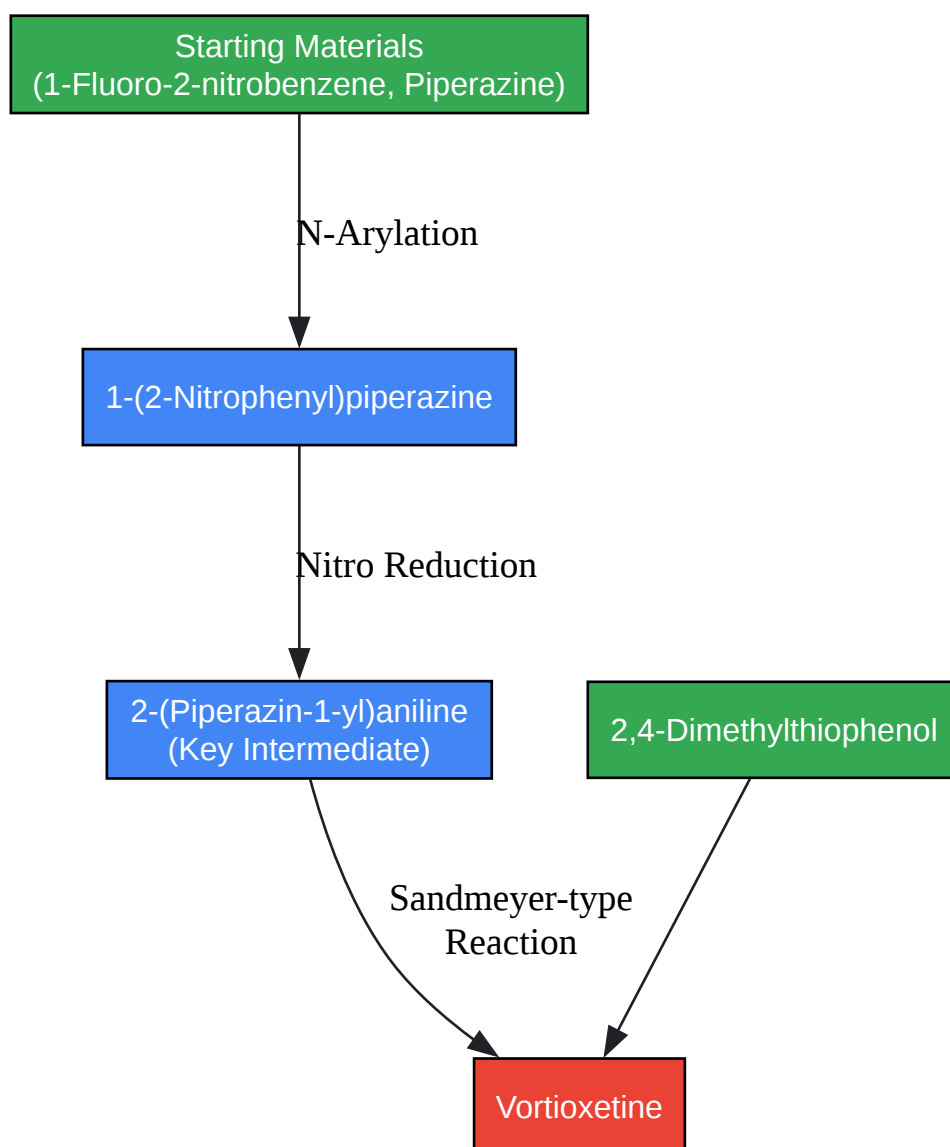 Starting Materials
(1-Fluoro-2-nitrobenzene, Piperazine)
N-Arylation
1-(2-Nitrophenyl)piperazine
Nitro Reduction
2-(Piperazin-1-yl)aniline
(Key Intermediate)
2,4-Dimethylthiophenol
Sandmeyer-type
Reaction
Vortioxetine